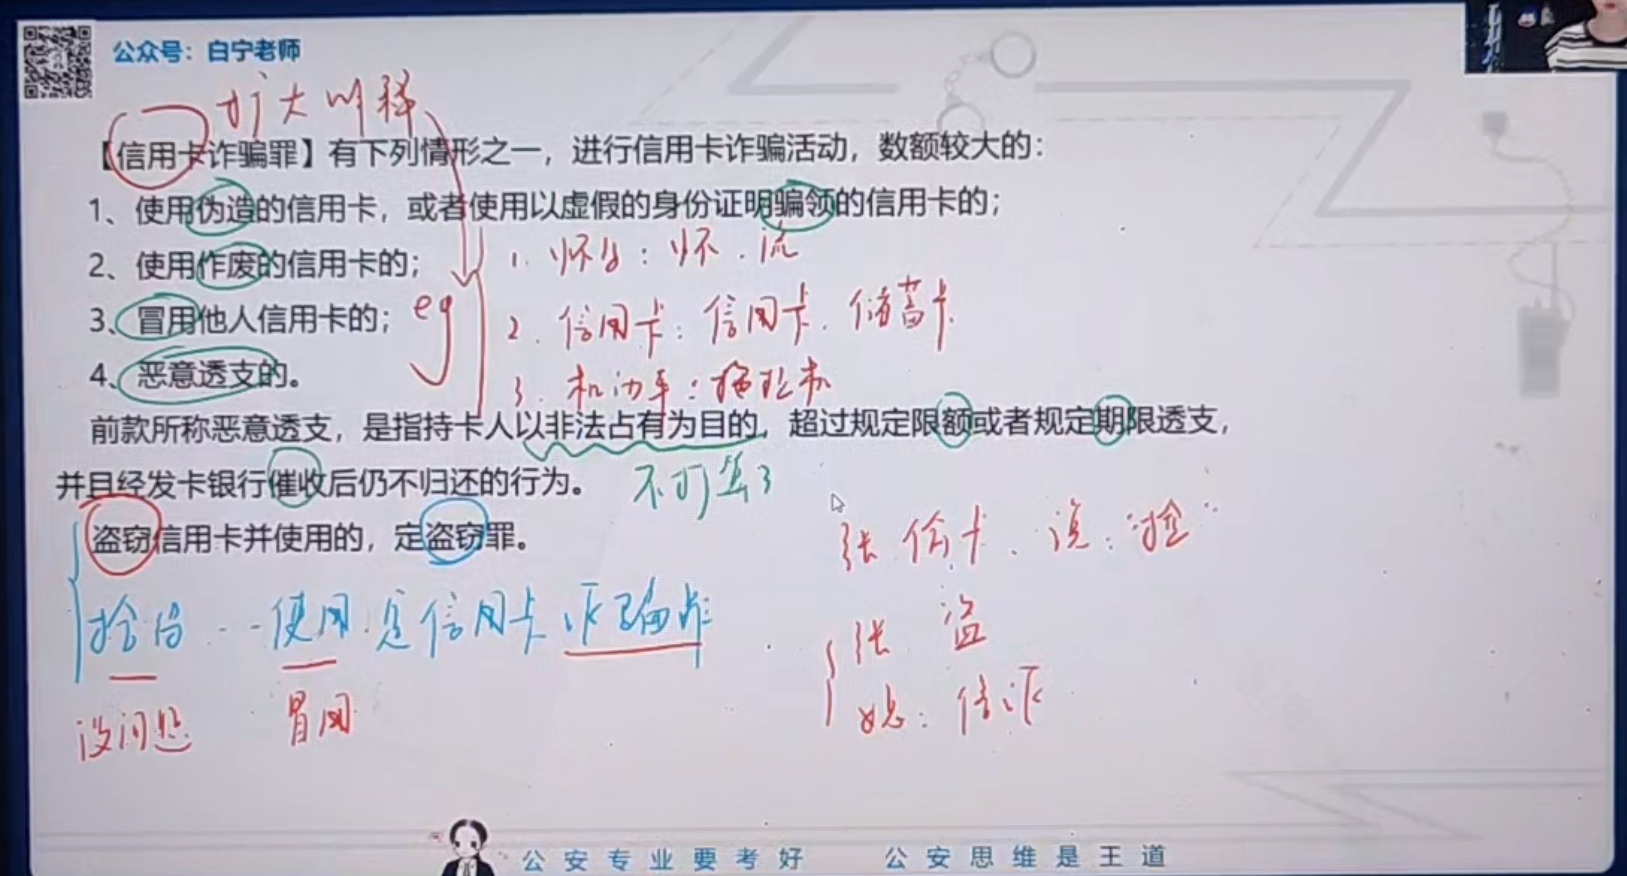 公众号：白宁老师
扩大解释
【信用卡诈骗罪】有下列情形之一，进行信用卡诈骗活动，数额较大的：
1、使用伪造的信用卡，或者使用以虚假的身份证明骗领的信用卡的；
2、使用作废的信用卡的；
1. 怀孕：怀.流
3、冒用他人信用卡的；
eg
2. 信用卡：信用卡.储蓄卡
4、恶意透支的。
3. 机动车：拖拉机
前款所称恶意透支，是指持卡人以非法占有为目的，超过规定限额或者规定期限透支，
并且经发卡银行催收后仍不归还的行为。
盗窃信用卡并使用的，定盗窃罪。
张偷卡、说：“捡”
拾得...使用.定信用卡诈骗罪
张 盗
没问题 冒用
信诈
公安专业要考好 公安思维是王道